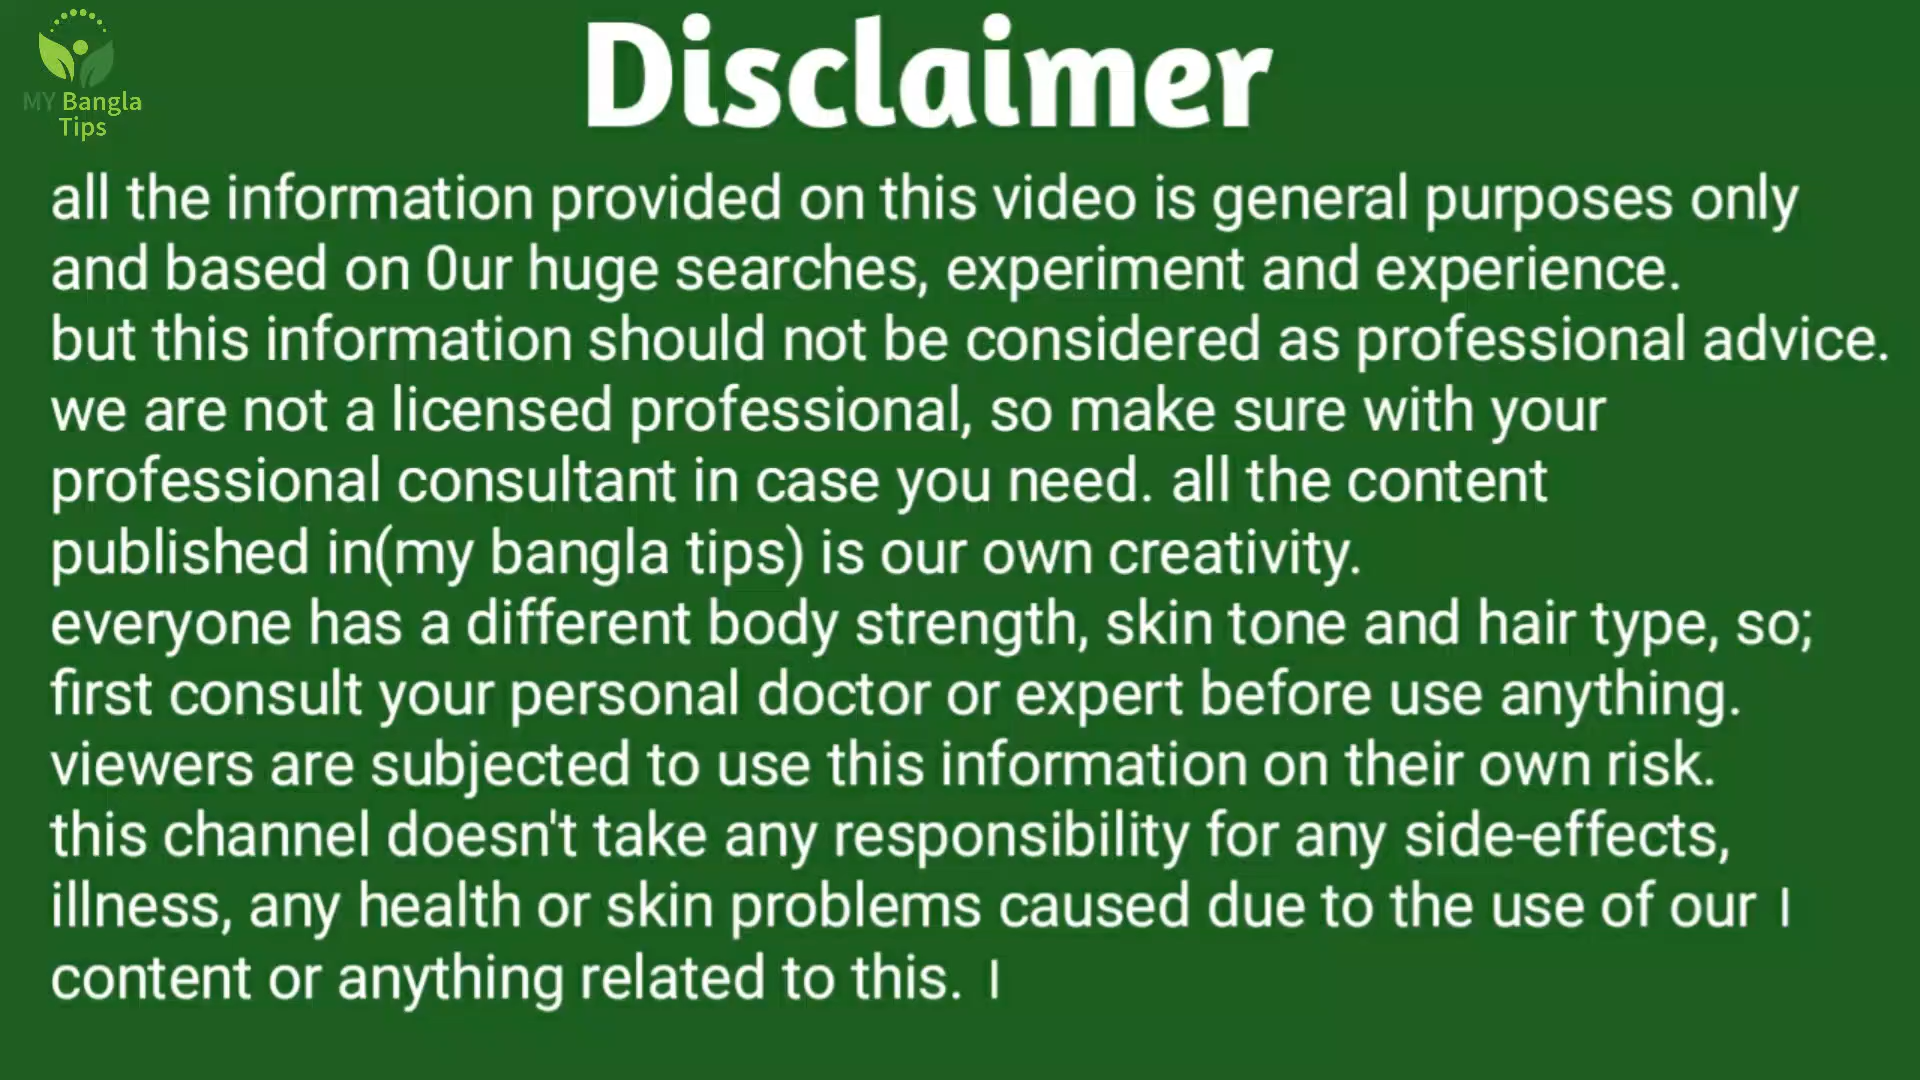 MY Bangla
Tips
Disclaimer
all the information provided on this video is general purposes only
and based on 0ur huge searches, experiment and experience.
but this information should not be considered as professional advice.
we are not a licensed professional, so make sure with your
professional consultant in case you need. all the content
published in(my bangla tips) is our own creativity.
everyone has a different body strength, skin tone and hair type, so;
first consult your personal doctor or expert before use anything.
viewers are subjected to use this information on their own risk.
this channel doesn't take any responsibility for any side-effects,
illness, any health or skin problems caused due to the use of our ।
content or anything related to this. ।